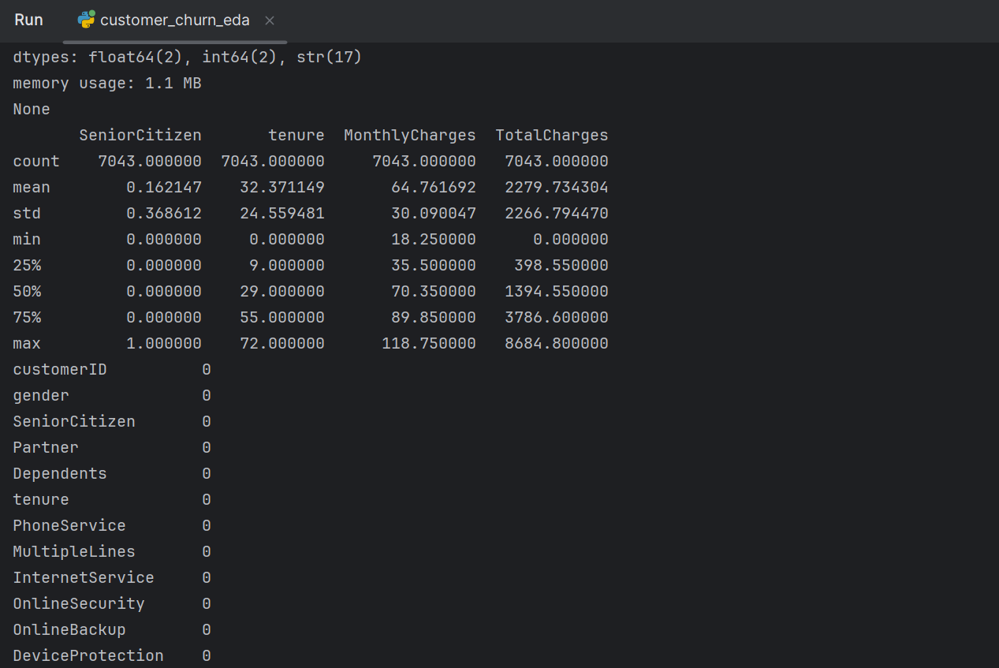 Run customer_churn_eda
dtypes: float64(2), int64(2), str(17)
memory usage: 1.1 MB
None
SeniorCitizen tenure MonthlyCharges TotalCharges
count 7043.000000 7043.000000 7043.000000 7043.000000
mean 0.162147 32.371149 64.761692 2279.734304
std 0.368612 24.559481 30.090047 2266.794470
min 0.000000 0.000000 18.250000 0.000000
25% 0.000000 9.000000 35.500000 398.550000
50% 0.000000 29.000000 70.350000 1394.550000
75% 0.000000 55.000000 89.850000 3786.600000
max 1.000000 72.000000 118.750000 8684.800000
customerID 0
gender 0
SeniorCitizen 0
Partner 0
Dependents 0
tenure 0
PhoneService 0
MultipleLines 0
InternetService 0
OnlineSecurity 0
OnlineBackup 0
DeviceProtection 0